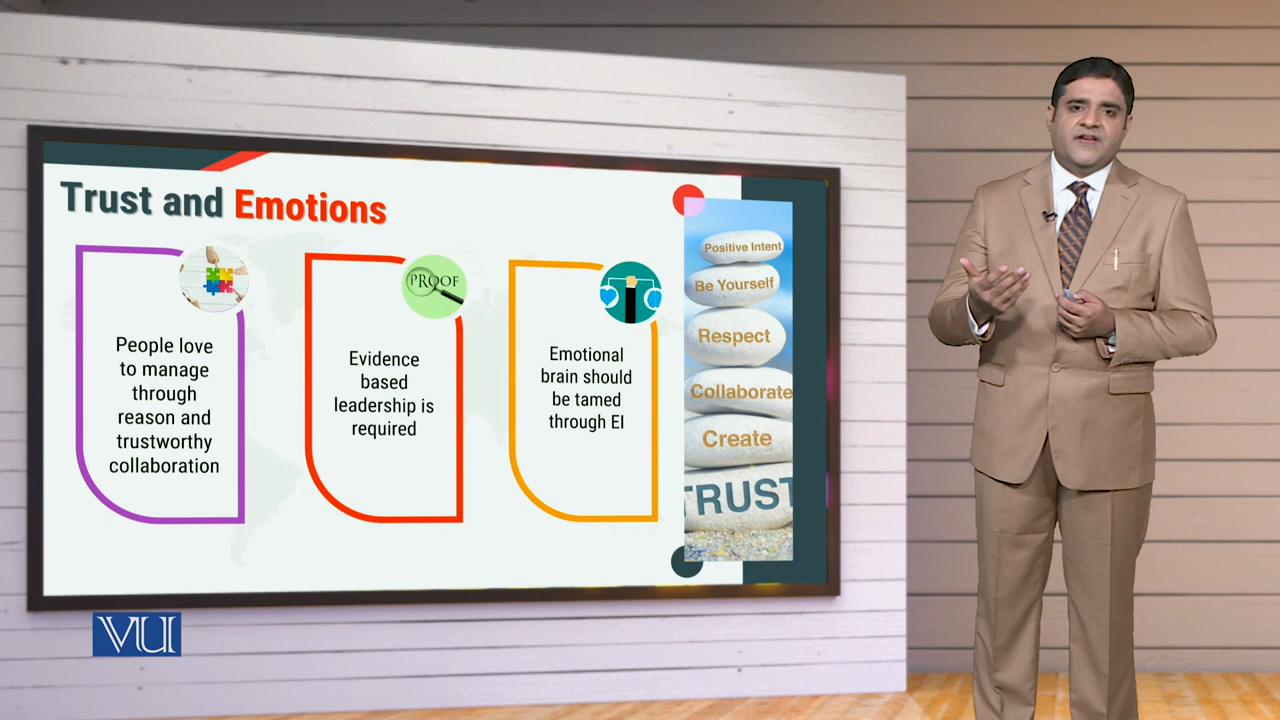 Trust and Emotions
People love
to manage
through
reason and
trustworthy
collaboration
PROOF
Evidence
based
leadership is
required
Emotional
brain should
be tamed
through EI
Positive Intent
Be Yourself
Respect
Collaborate
Create
TRUST
VU